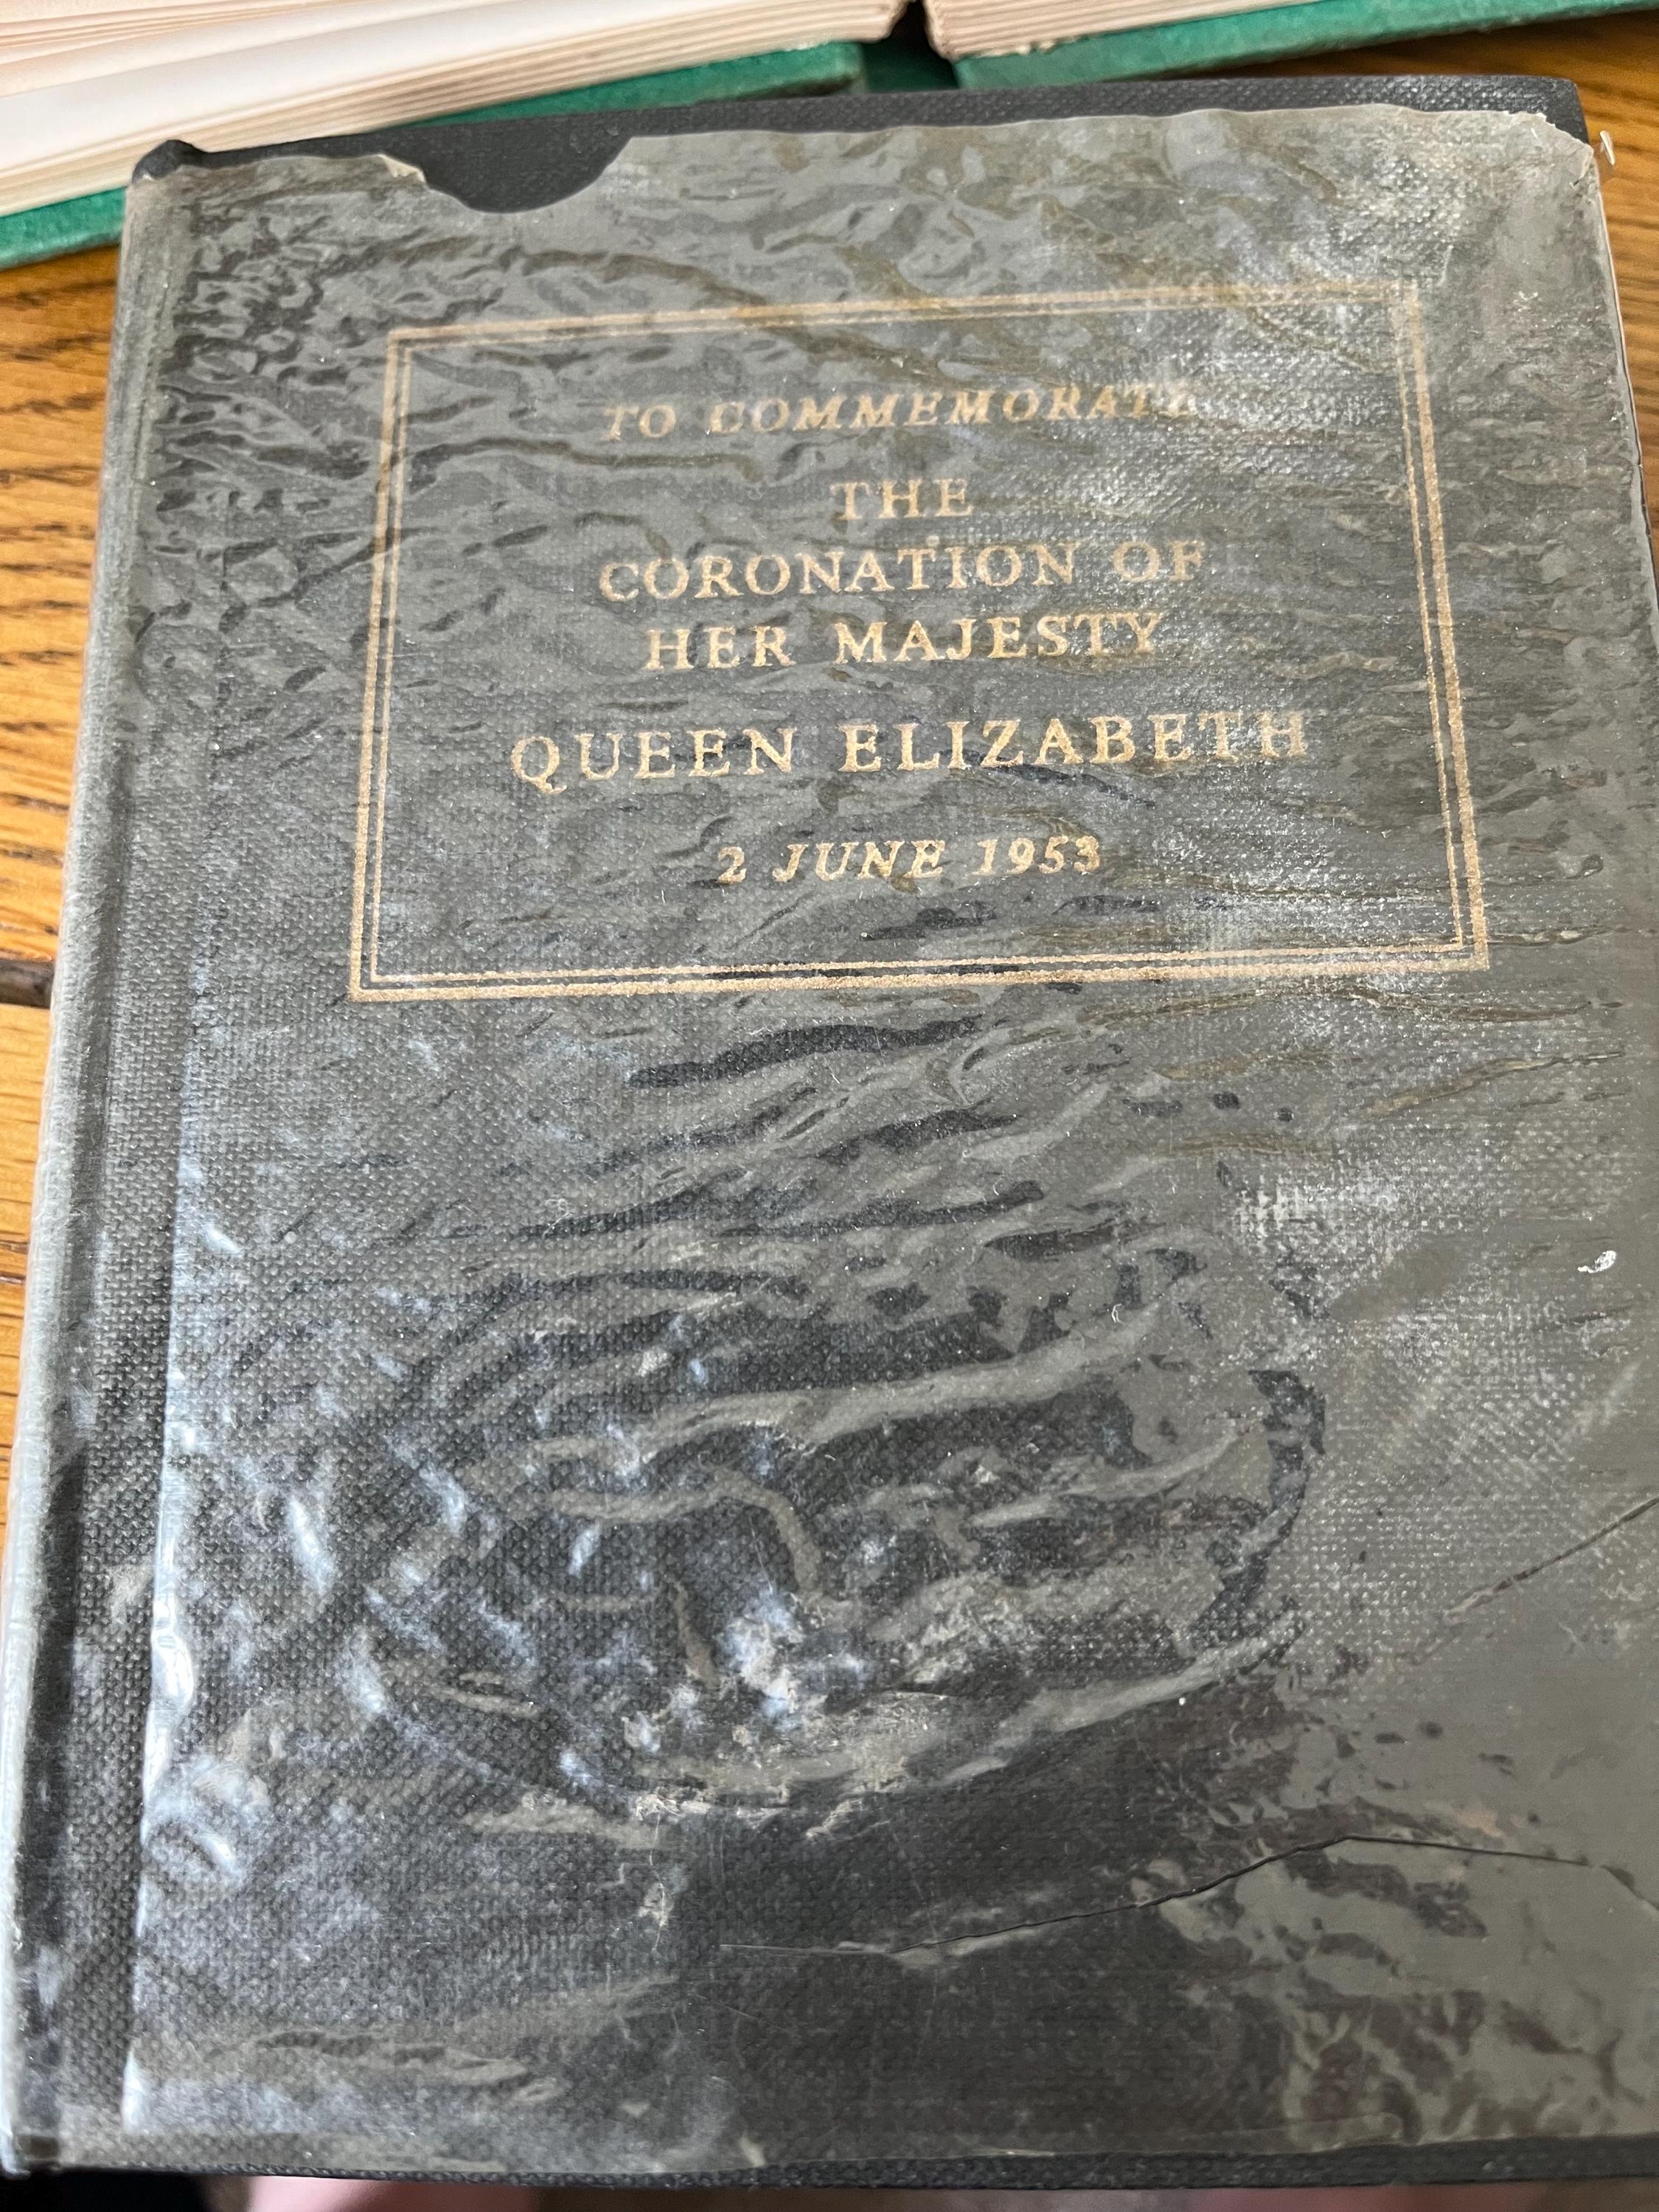 TO COMMEMORATE
THE
CORONATION OF
HER MAJESTY
QUEEN ELIZABETH
2 JUNE 1953